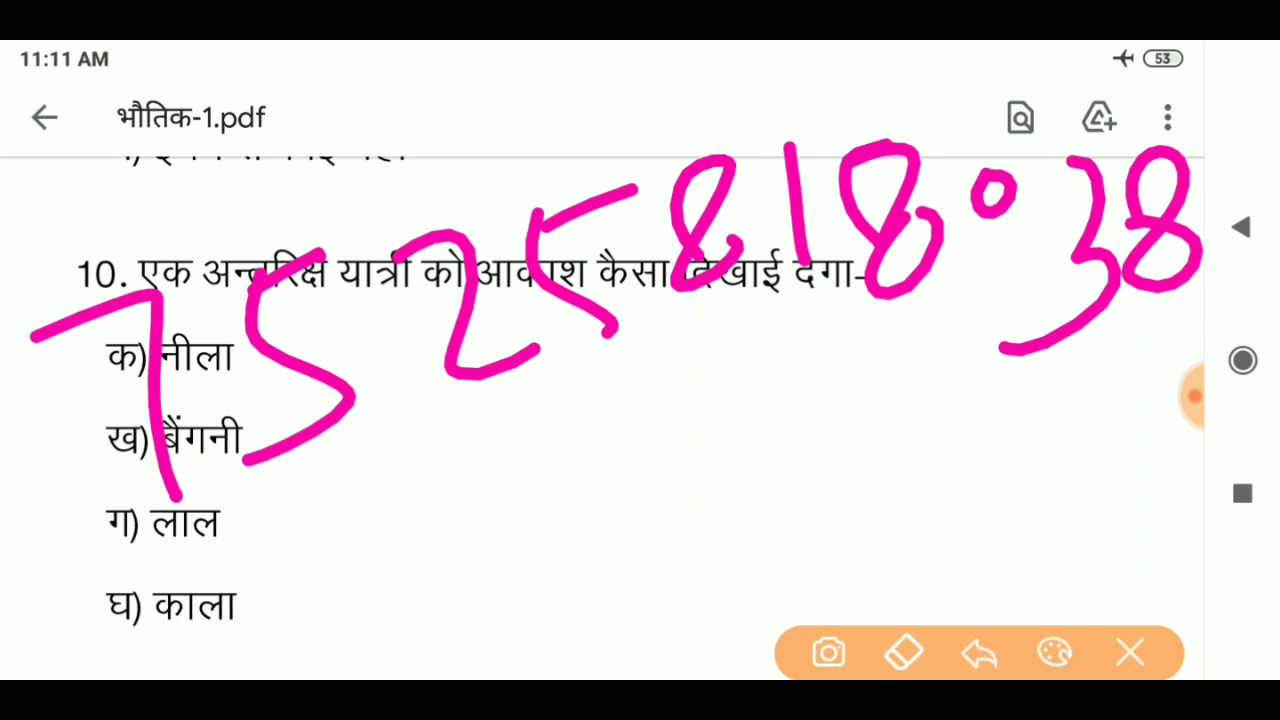 11:11 AM
53
भौतिक-1.pdf
7525818038
10. एक अन्तरिक्ष यात्री को आकाश कैसा दिखाई देगा-
क) नीला
ख) बैंगनी
ग) लाल
घ) काला